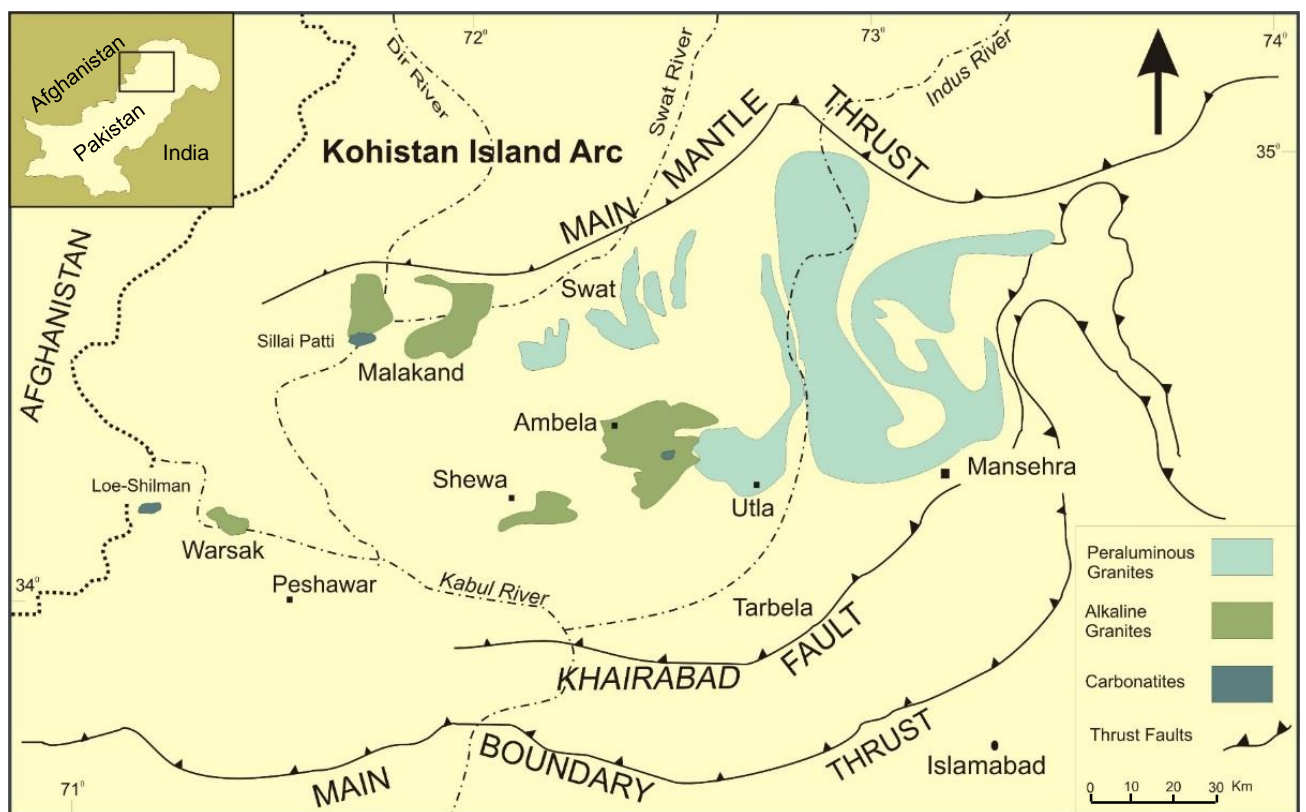 72°
73°
74°
Afghanistan
Pakistan
India
Dir River
Swat River
Indus River
Kohistan Island Arc
MAIN MANTLE THRUST
35°
AFGHANISTAN
Swat
Sillai Patti
Malakand
Ambela
Shewa
Utla
Mansehra
Loe-Shilman
Warsak
Peshawar
34°
Kabul River
Tarbela
KHAIRABAD FAULT
MAIN BOUNDARY THRUST
Islamabad
71°
Peraluminous
Granites
Alkaline
Granites
Carbonatites
Thrust Faults
0 10 20 30 Km